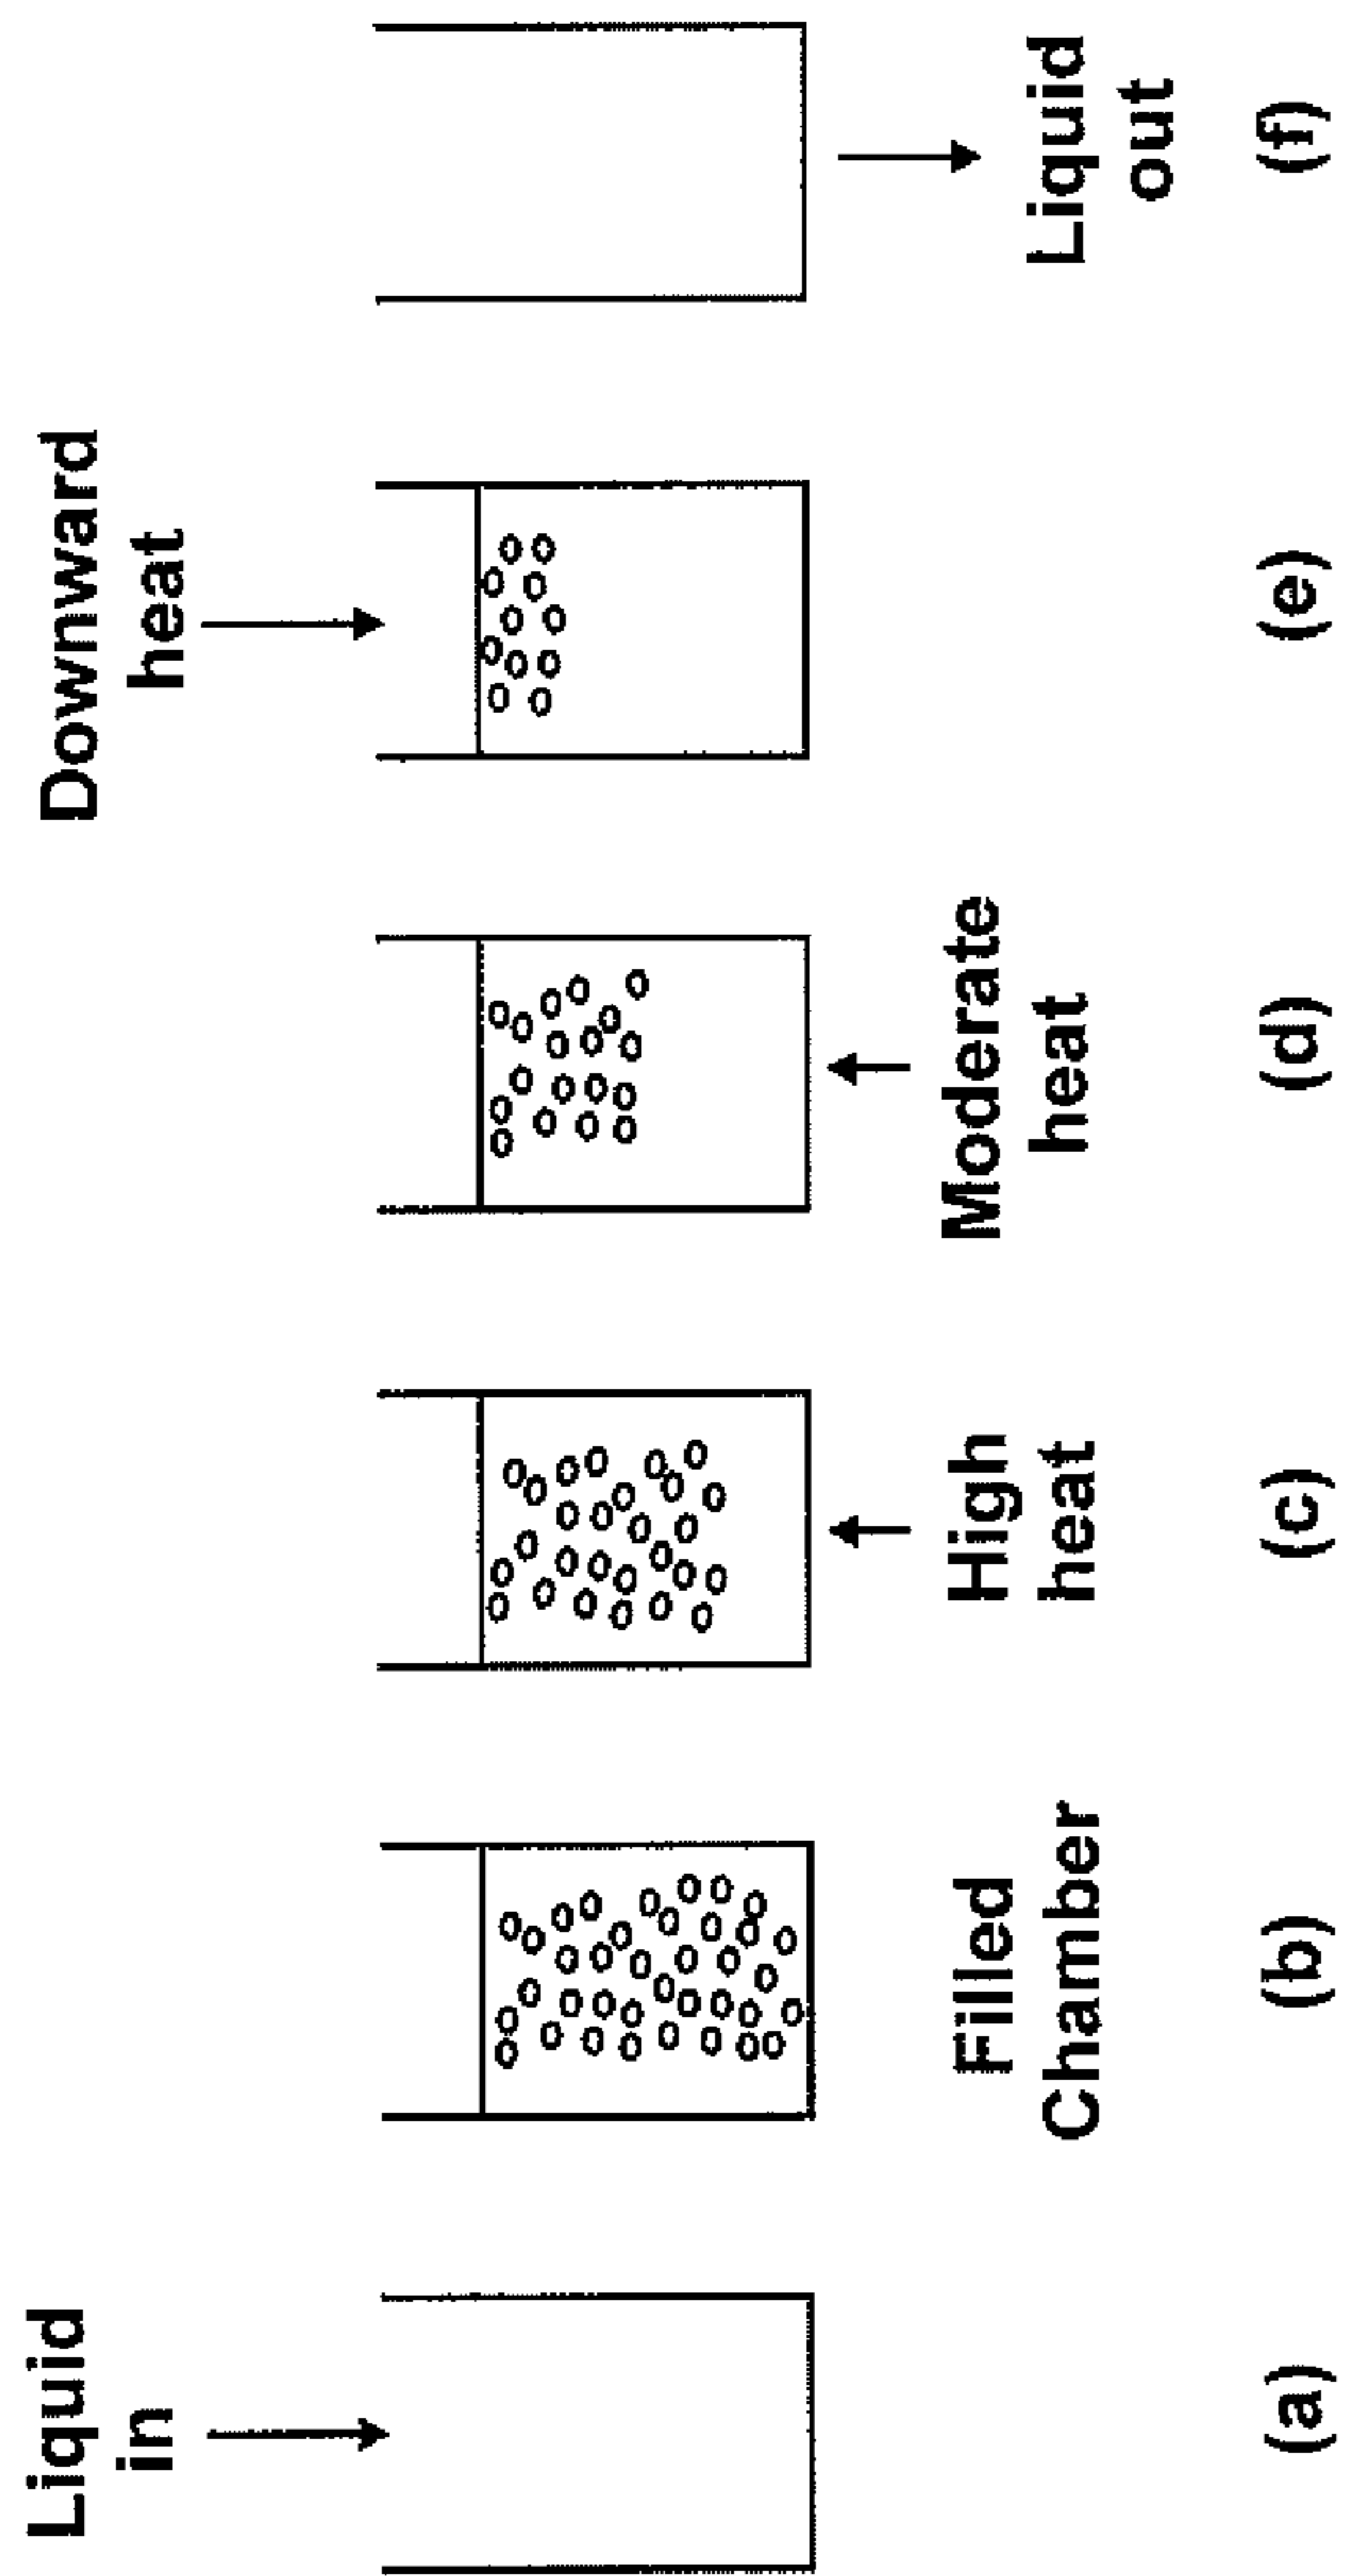 Liquid
in
(a)
Filled
Chamber
(b)
High
heat
(c)
Moderate
heat
(d)
Downward
heat
(e)
Liquid
out
(f)